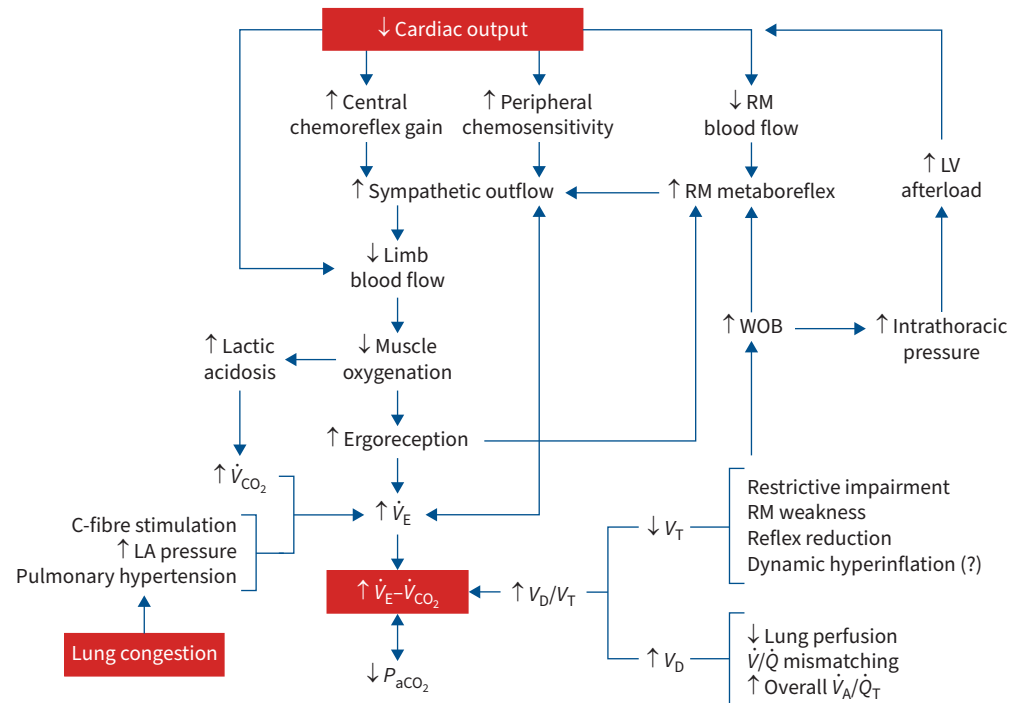 ↓ Cardiac output
↑ Central
chemoreflex gain
↑ Peripheral
chemosensitivity
↓ RM
blood flow
↑ LV
afterload
↑ Sympathetic outflow
↑ RM metaboreflex
↓ Limb
blood flow
↑ WOB
↑ Intrathoracic
pressure
↑ Lactic
acidosis
↓ Muscle
oxygenation
↑ Ergoreception
↑ V̇CO₂
C-fibre stimulation
↑ LA pressure
Pulmonary hypertension
↑ V̇E
↓ VT
Restrictive impairment
RM weakness
Reflex reduction
Dynamic hyperinflation (?)
↑ V̇E–V̇CO₂
↑ VD/VT
Lung congestion
↓ PaCO₂
↑ VD
↓ Lung perfusion
V̇/Q̇ mismatching
↑ Overall V̇A/Q̇T